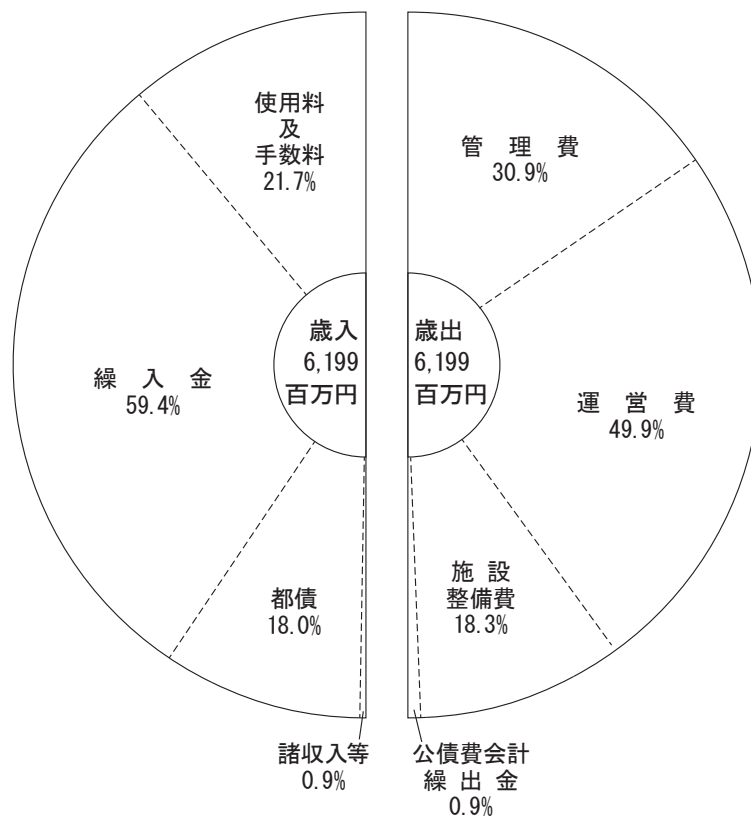 使用料
及
手数料
21.7%
繰入金
59.4%
都債
18.0%
諸収入等
0.9%
歳入
6,199
百万円
歳出
6,199
百万円
管理費
30.9%
運営費
49.9%
施設
整備費
18.3%
公債費会計
繰出金
0.9%